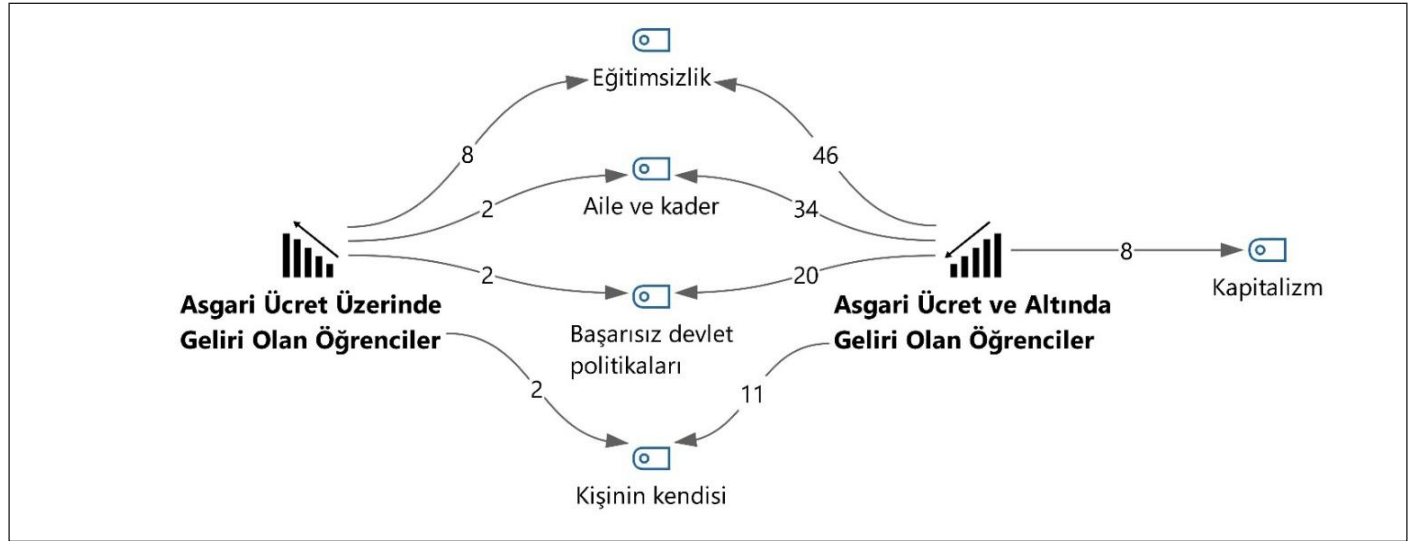 Eğitimsizlik
8
46
Aile ve kader
2
34
Asgari Ücret Üzerinde
Geliri Olan Öğrenciler
2
Başarısız devlet
politikaları
20
Asgari Ücret ve Altında
Geliri Olan Öğrenciler
8
Kapitalizm
2
11
Kişinin kendisi